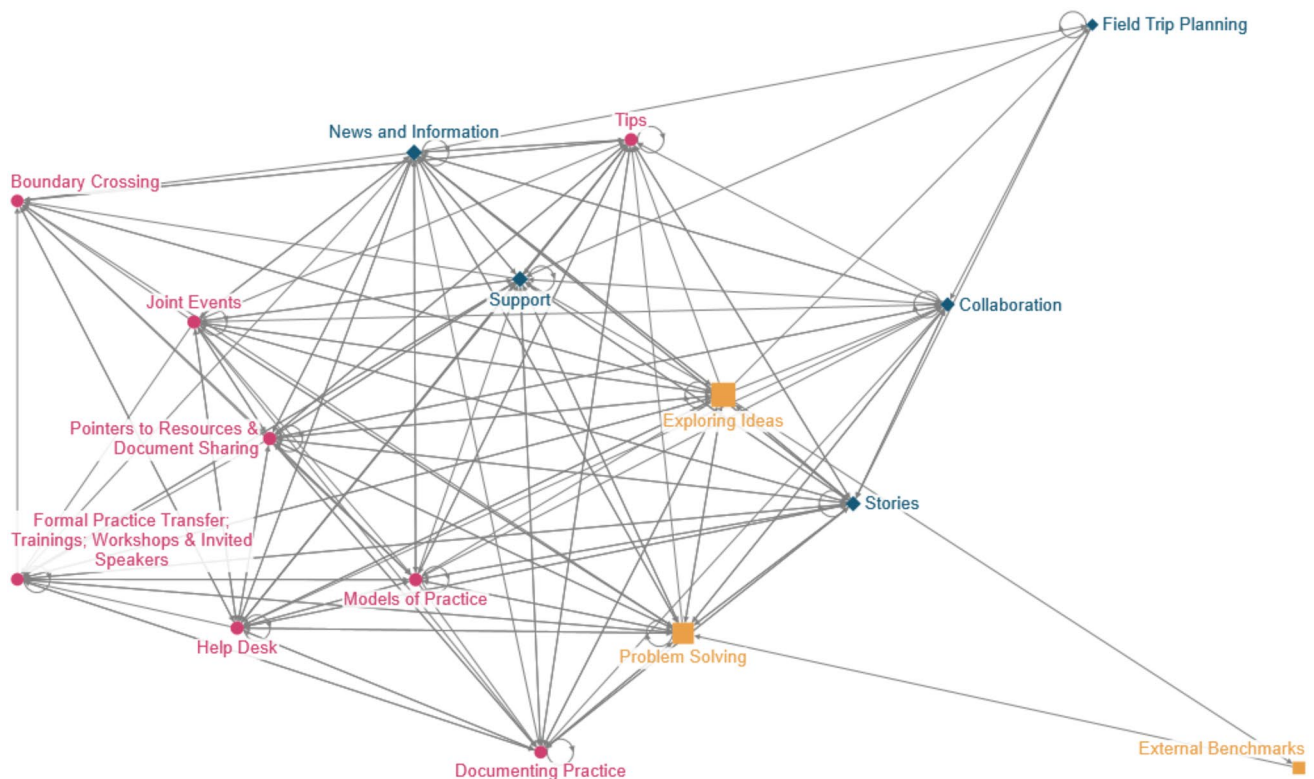 Field Trip Planning
Tips
News and Information
Boundary Crossing
Support
Joint Events
Collaboration
Exploring Ideas
Pointers to Resources &
Document Sharing
Stories
Formal Practice Transfer;
Trainings; Workshops & Invited
Speakers
Models of Practice
Help Desk
Problem Solving
External Benchmarks
Documenting Practice